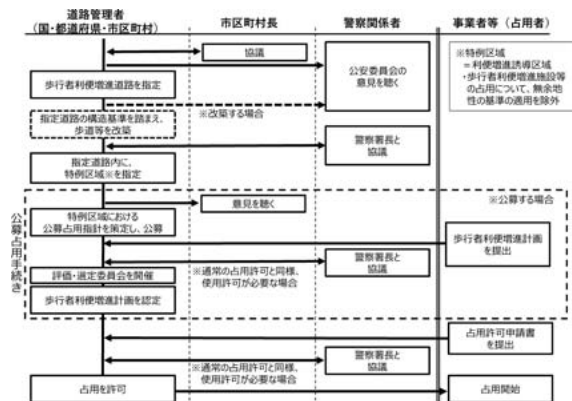 道路管理者
(国・都道府県・市区町村)
市区町村長
警察関係者
事業者等（占用者）
協議
公安委員会の
意見を聴く
※特例区域
＝利便増進誘導区域
・歩行者利便増進施設等
の占用について、無余地
性の基準の適用を除外
歩行者利便増進道路を指定
※改築する場合
指定道路の構造基準を踏まえ、
歩道等を改築
警察署長と
協議
指定道路内に、
特例区域※を指定
公募占用手続き
※公募する場合
意見を聴く
特例区域における
公募占用指針を策定し、公募
歩行者利便増進計画
を提出
※通常の占用許可と同様、
使用許可が必要な場合
警察署長と
協議
評価・選定委員会を開催
歩行者利便増進計画を認定
占用許可申請書
を提出
※通常の占用許可と同様、
使用許可が必要な場合
警察署長と
協議
占用を許可
占用開始